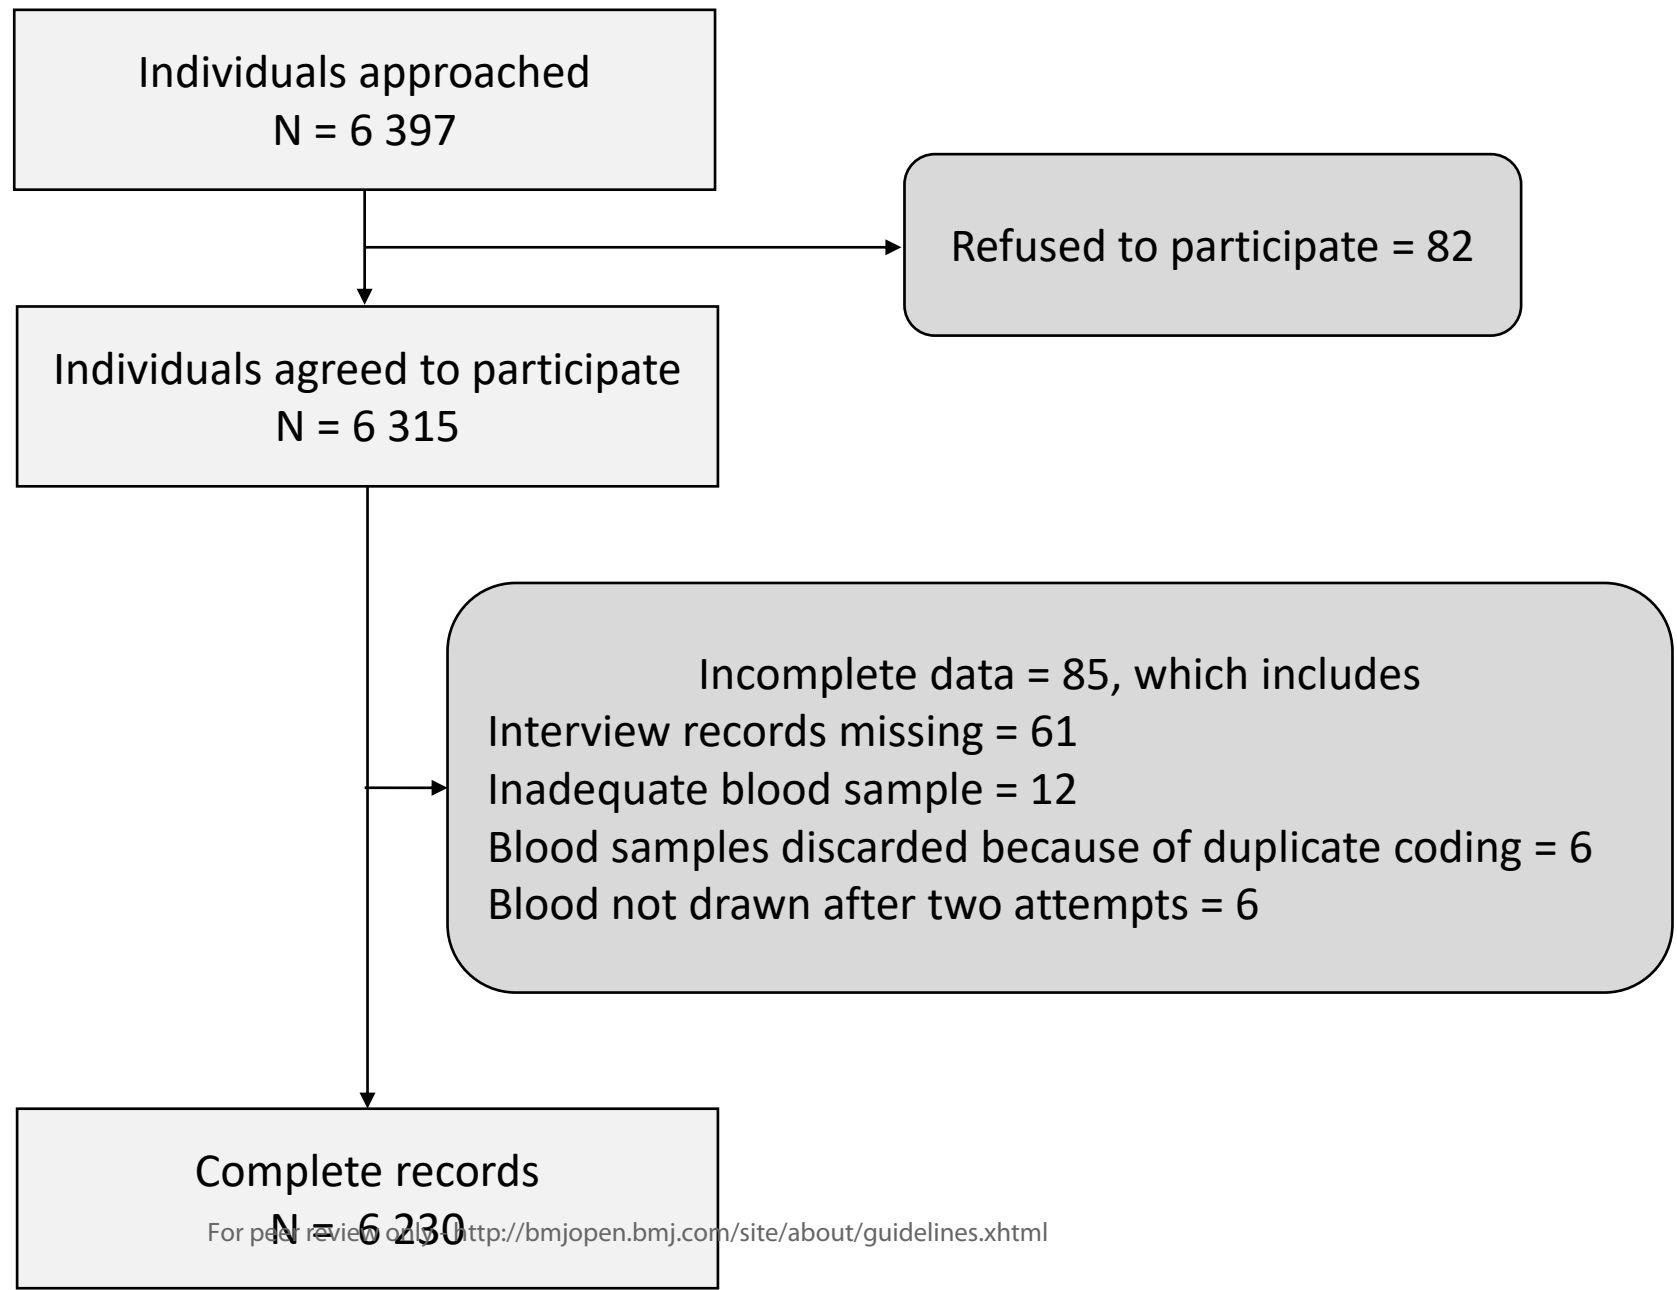 Individuals approached
N = 6 397
Refused to participate = 82
Individuals agreed to participate
N = 6 315
Incomplete data = 85, which includes
Interview records missing = 61
Inadequate blood sample = 12
Blood samples discarded because of duplicate coding = 6
Blood not drawn after two attempts = 6
Complete records
N = 6 230
For peer review only - http://bmjopen.bmj.com/site/about/guidelines.xhtml